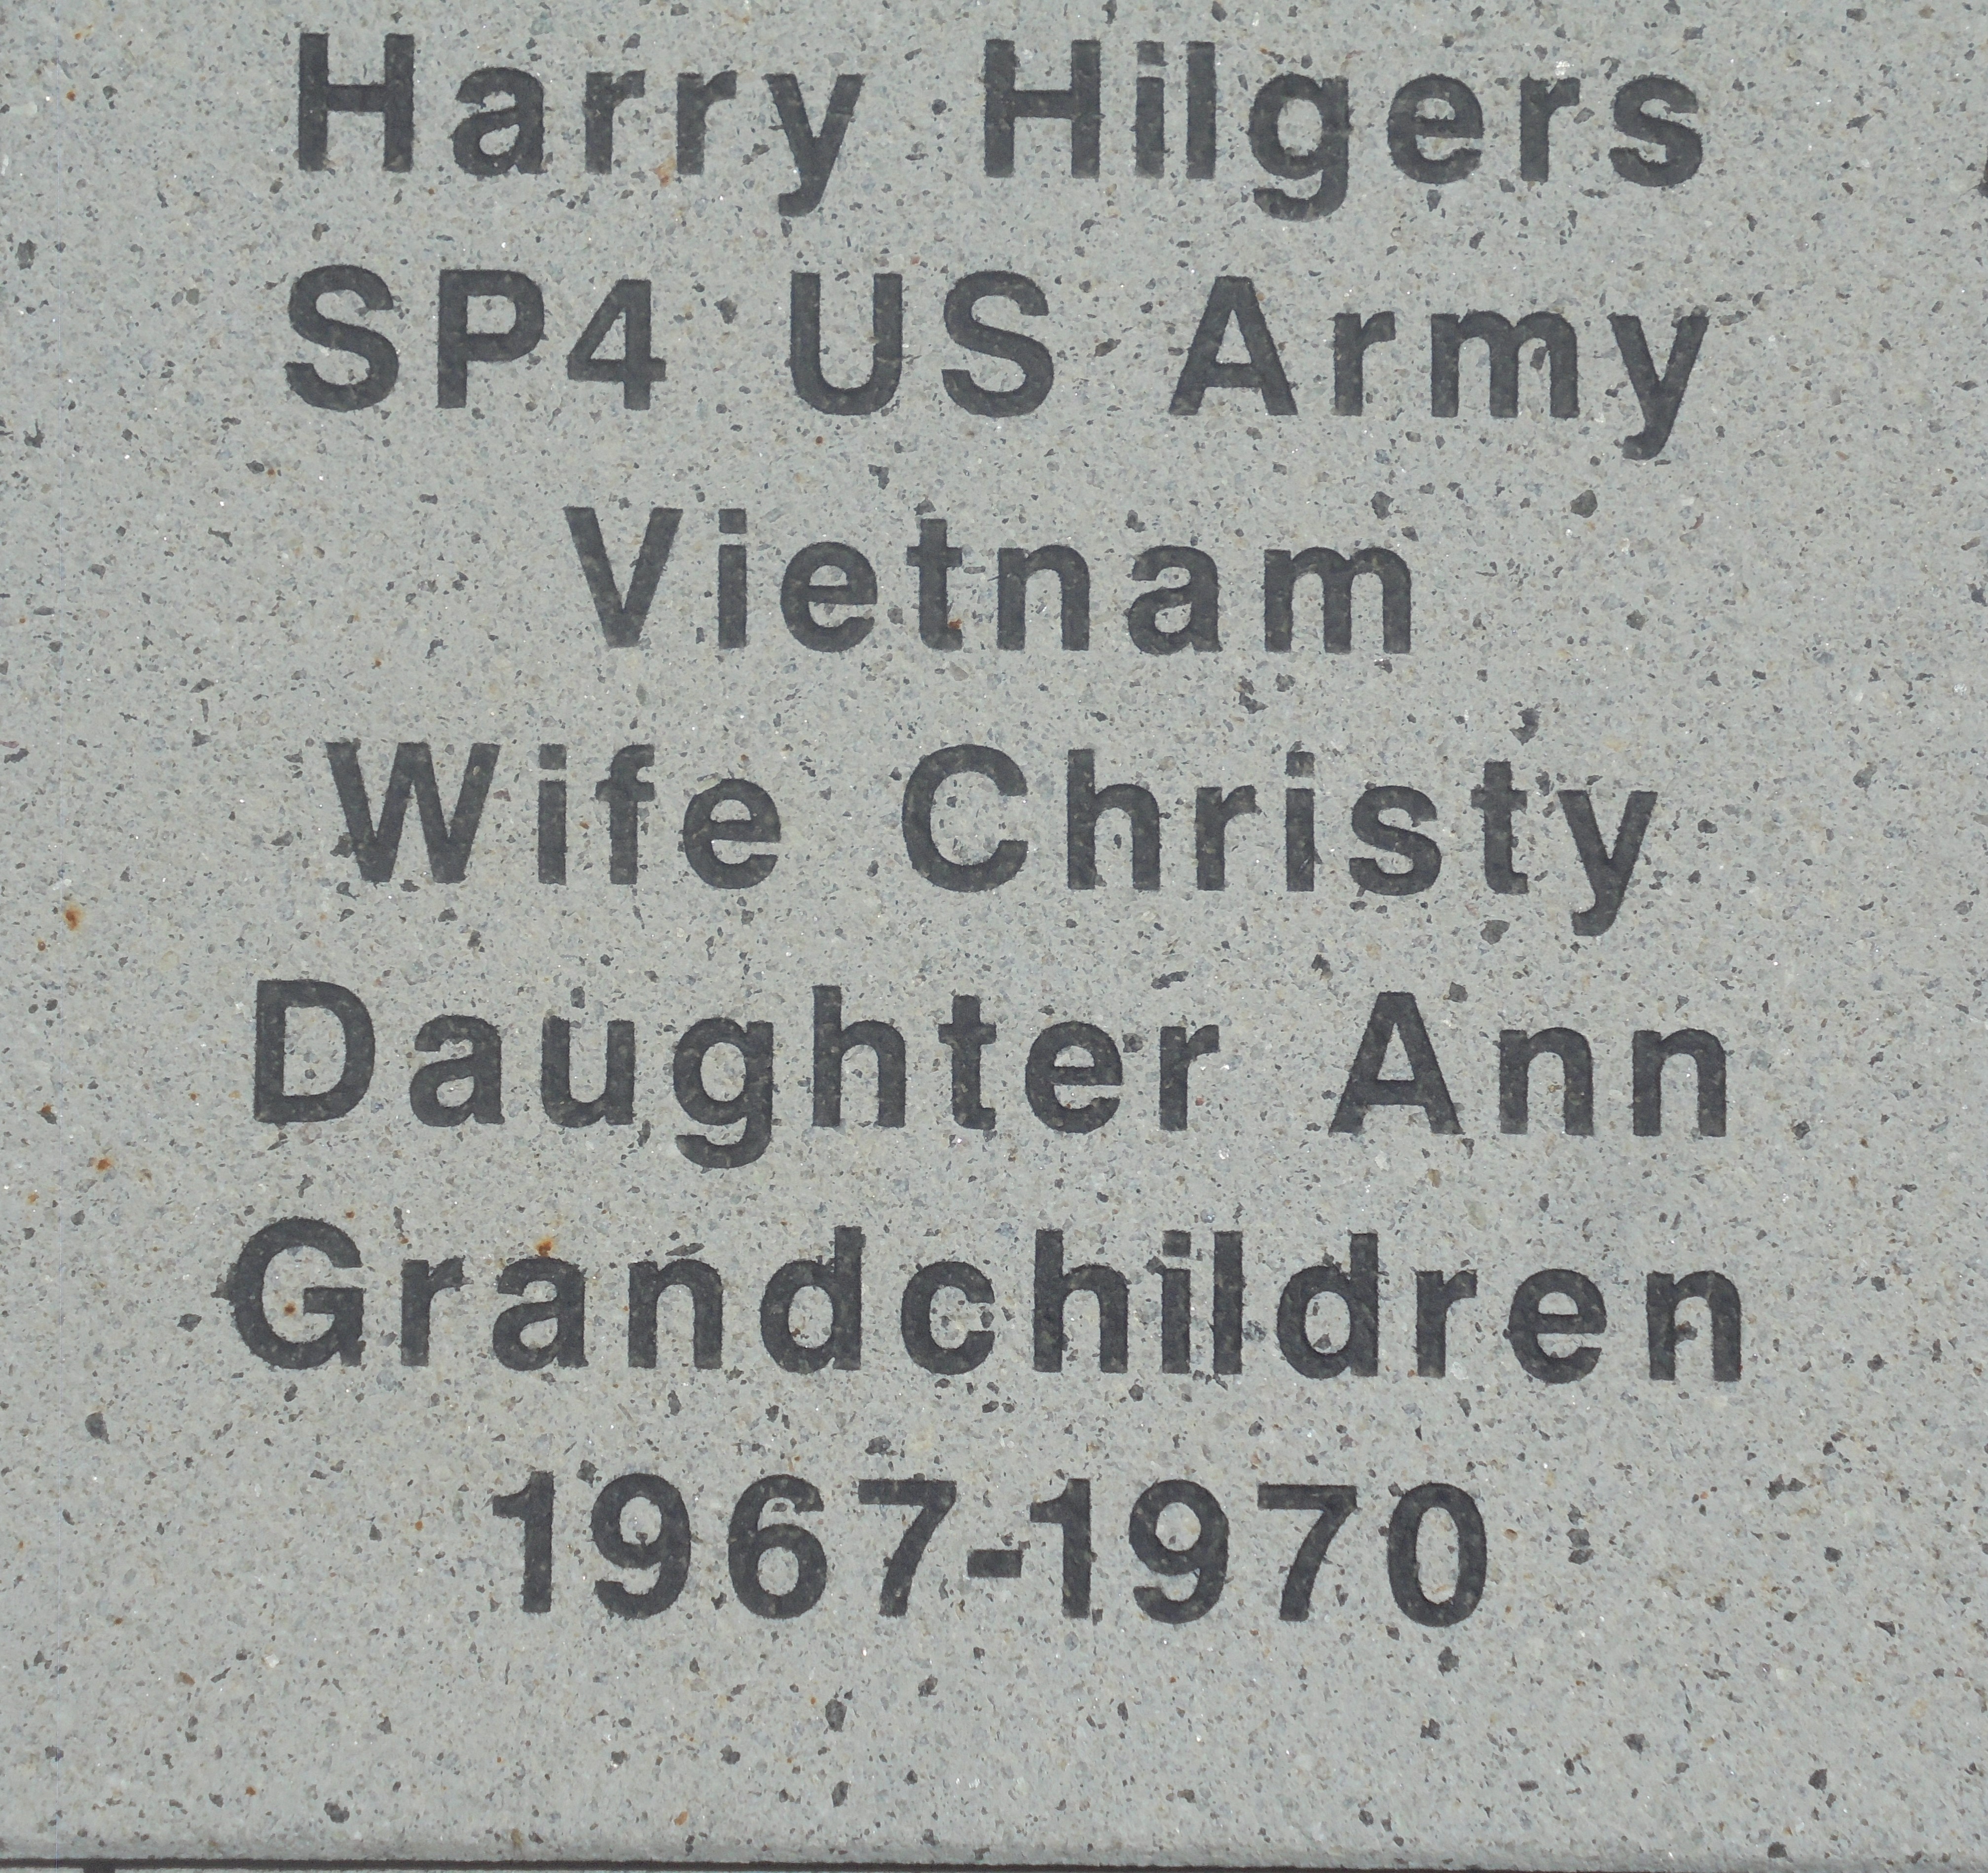 Harry Hilgers
SP4 US Army
Vietnam
Wife Christy
Daughter Ann
Grandchildren
1967-1970